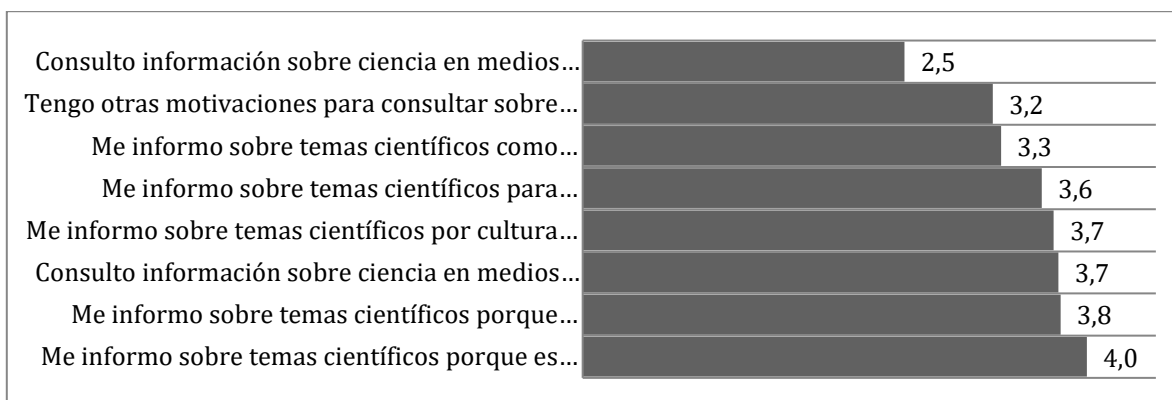 Consulto información sobre ciencia en medios… 2,5
Tengo otras motivaciones para consultar sobre… 3,2
Me informo sobre temas científicos como… 3,3
Me informo sobre temas científicos para… 3,6
Me informo sobre temas científicos por cultura… 3,7
Consulto información sobre ciencia en medios… 3,7
Me informo sobre temas científicos porque… 3,8
Me informo sobre temas científicos porque es… 4,0